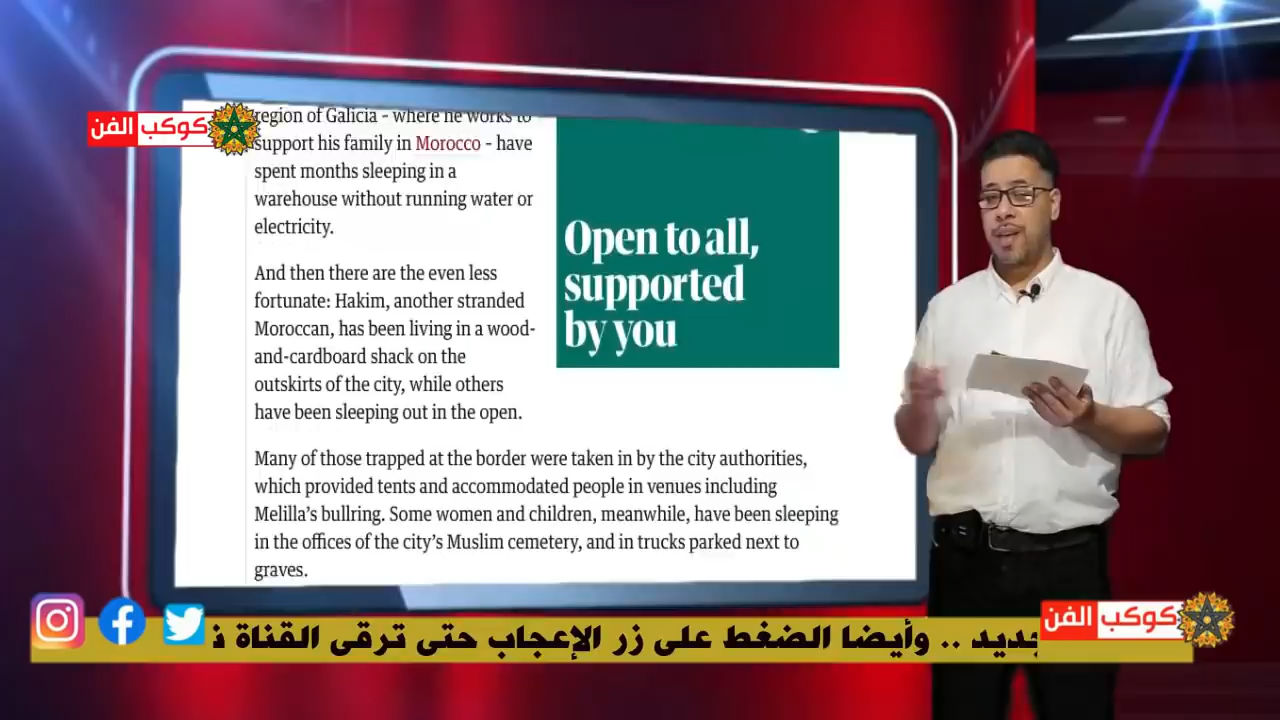 region of Galicia - where he works to
support his family in Morocco - have
spent months sleeping in a
warehouse without running water or
electricity.
And then there are the even less
fortunate: Hakim, another stranded
Moroccan, has been living in a wood-
and-cardboard shack on the
outskirts of the city, while others
have been sleeping out in the open.
Many of those trapped at the border were taken in by the city authorities,
which provided tents and accommodated people in venues including
Melilla's bullring. Some women and children, meanwhile, have been sleeping
in the offices of the city's Muslim cemetery, and in trucks parked next to
graves.
Open to all,
supported
by you
كوكب الفن
جديد .. وأيضا الضغط على زر الإعجاب حتى ترقى القناة
كوكب الفن